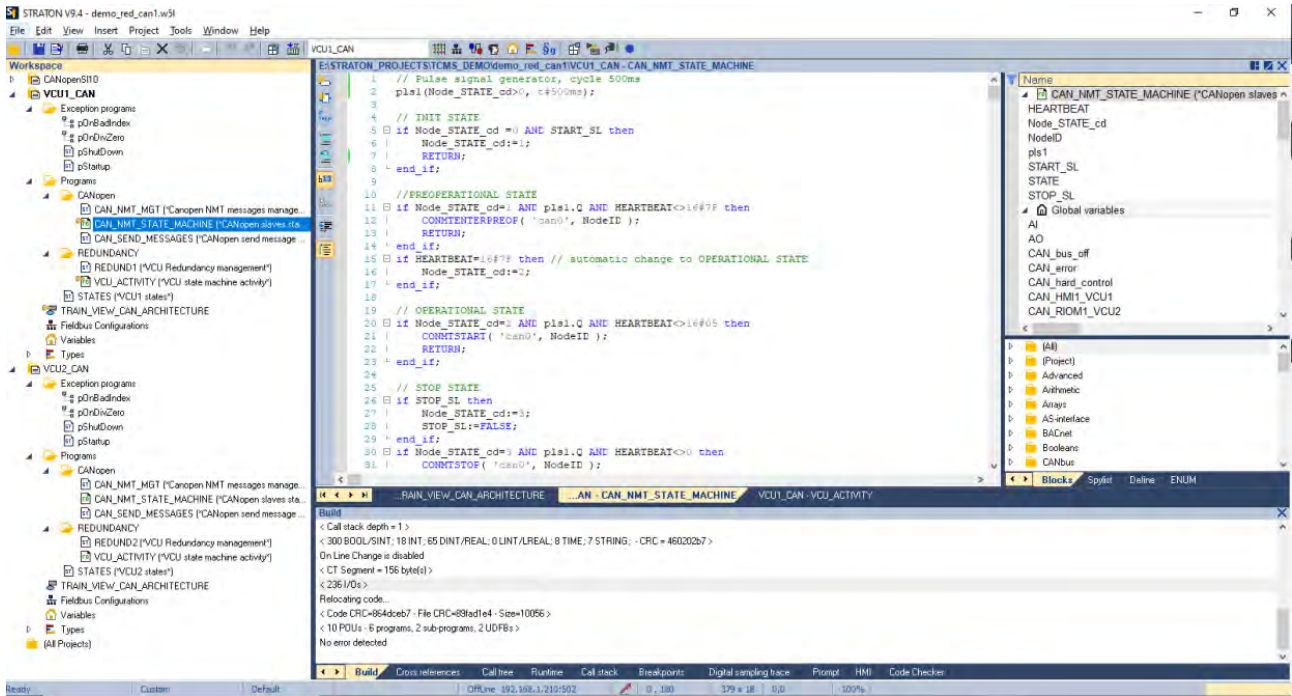 STRATON V9.4 - demo_red_can1.w5l
File Edit View Insert Project Tools Window Help
VCU1_CAN
Workspace
CANopenSI10
VCU1_CAN
Exception programs
pOnBadIndex
pOnDivZero
pShutDown
pStartup
Programs
CANopen
CAN_NMT_MGT ("Canopen NMT messages manage...
CAN_NMT_STATE_MACHINE ("CANopen slaves sta...
CAN_SEND_MESSAGES ("CANopen send message ...
REDUNDANCY
REDUND1 ("VCU Redundancy management")
VCU_ACTIVITY ("VCU state machine activity")
STATES ("VCU1 states")
TRAIN_VIEW_CAN_ARCHITECTURE
Fieldbus Configurations
Variables
Types
VCU2_CAN
Exception programs
pOnBadIndex
pOnDivZero
pShutDown
pStartup
Programs
CANopen
CAN_NMT_MGT ("Canopen NMT messages manage...
CAN_NMT_STATE_MACHINE ("CANopen slaves sta...
CAN_SEND_MESSAGES ("CANopen send message ...
REDUNDANCY
REDUND2 ("VCU Redundancy management")
VCU_ACTIVITY ("VCU state machine activity")
STATES ("VCU2 states")
TRAIN_VIEW_CAN_ARCHITECTURE
Fieldbus Configurations
Variables
Types
(All Projects)
E:\STRATON_PROJECTS\TCMS_DEMO\demo_red_can1\VCU1_CAN - CAN_NMT_STATE_MACHINE
1 // Pulse signal generator, cycle 500ms
2 pls1(Node_STATE_cd>0, t#500ms);
3
4 // INIT STATE
5 if Node_STATE_cd =0 AND START_SL then
6 Node_STATE_cd:=1;
7 RETURN;
8 end_if;
9
10 //PREOPERATIONAL STATE
11 if Node_STATE_cd=1 AND pls1.Q AND HEARTBEAT<>16#7F then
12 CONMTENTERPREOP( 'can0', NodeID );
13 RETURN;
14 end_if;
15 if HEARTBEAT=16#7F then // automatic change to OPERATIONAL STATE
16 Node_STATE_cd:=2;
17 end_if;
18
19 // OPERATIONAL STATE
20 if Node_STATE_cd=2 AND pls1.Q AND HEARTBEAT<>16#05 then
21 CONMTSTART( 'can0', NodeID );
22 RETURN;
23 end_if;
24
25 // STOP STATE
26 if STOP_SL then
27 Node_STATE_cd:=3;
28 STOP_SL:=FALSE;
29 end_if;
30 if Node_STATE_cd=3 AND pls1.Q AND HEARTBEAT<>0 then
31 CONMTSTOP( 'can0', NodeID );
...RAIN_VIEW_CAN_ARCHITECTURE ...AN - CAN_NMT_STATE_MACHINE VCU1_CAN - VCU_ACTIVITY
Name
CAN_NMT_STATE_MACHINE ("CANopen slaves
HEARTBEAT
Node_STATE_cd
NodeID
pls1
START_SL
STATE
STOP_SL
Global variables
AI
AO
CAN_bus_off
CAN_error
CAN_hard_control
CAN_HMI1_VCU1
CAN_RIOM1_VCU2
(All)
(Project)
Advanced
Arithmetic
Arrays
AS-interface
BACnet
Booleans
CANbus
Blocks Spylist Define ENUM
Build
< Call stack depth = 1 >
< 300 BOOL/SINT; 18 INT; 65 DINT/REAL; 0 LINT/LREAL; 8 TIME; 7 STRING; - CRC = 460202b7 >
On Line Change is disabled
< CT Segment = 156 byte(s) >
< 236 I/Os >
Relocating code...
< Code CRC=864dceb7 - File CRC=89fad1e4 - Size=10056 >
< 10 POUs - 6 programs, 2 sub-programs, 2 UDFBs >
No error detected
Build Cross references Call tree Runtime Call stack Breakpoints Digital sampling trace Prompt HMI Code Checker
Ready Custom Default OffLine 192.168.1.210:502 0 , 180 379 x 18 0,0 100%